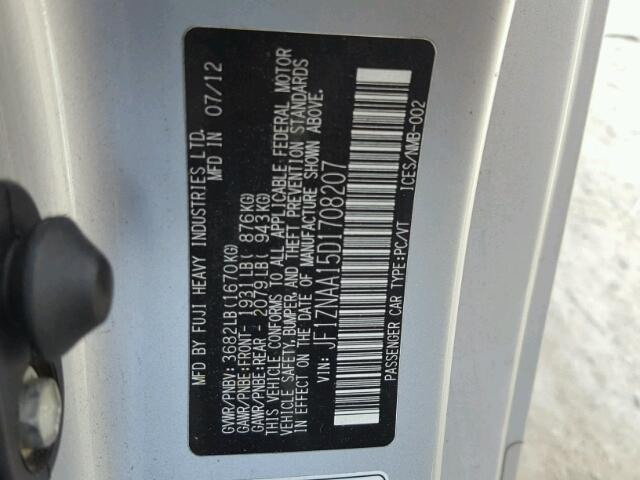 MFD BY FUJI HEAVY INDUSTRIES LTD.
MFD IN 07/12
GVWR/PNBV: 3682LB(1670KG)
GAWR/PNBE:FRONT- 1931LB( 876KG)
GAWR/PNBE:REAR - 2079LB( 943KG)
THIS VEHICLE CONFORMS TO ALL APPLICABLE FEDERAL MOTOR
VEHICLE SAFETY, BUMPER, AND THEFT PREVENTION STANDARDS
IN EFFECT ON THE DATE OF MANUFACTURE SHOWN ABOVE.
VIN: JF1ZNAA15D1708207
PASSENGER CAR TYPE:PC/VT ICES/NMB-002